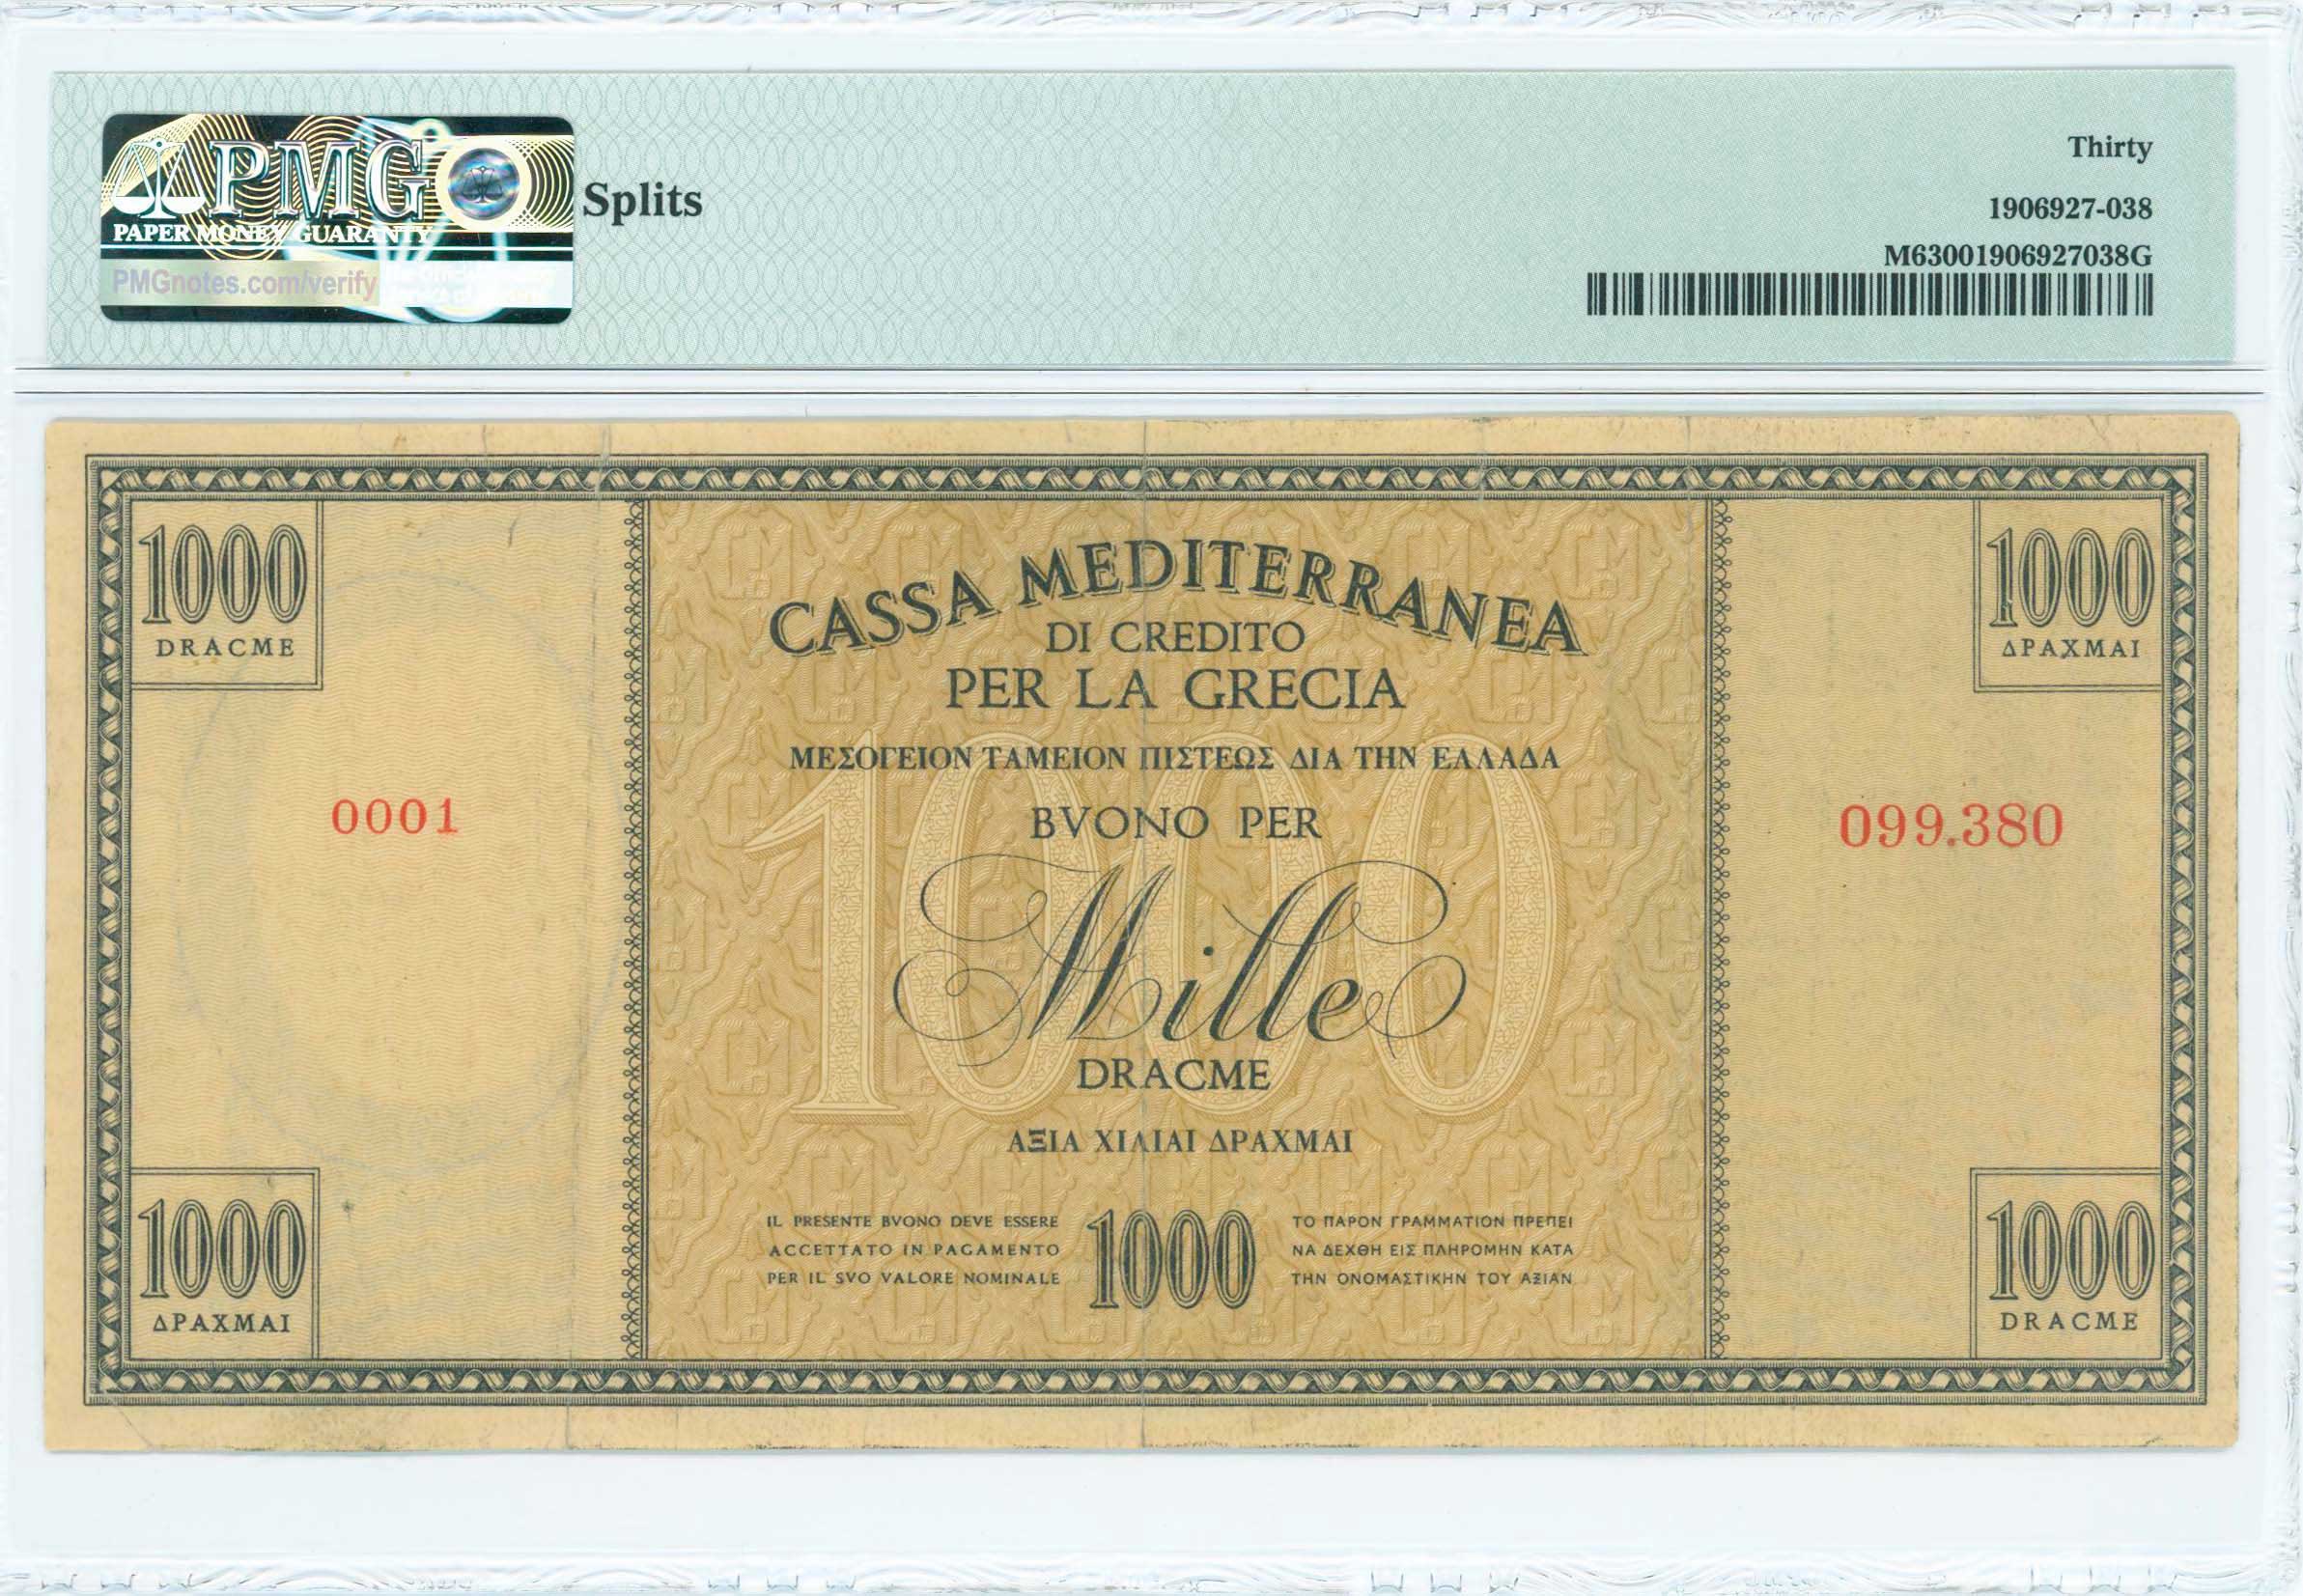 PMG
PAPER MONEY GUARANTY
PMGnotes.com/verify
Splits
Thirty
1906927-038
M63001906927038G
1000
DRACME
1000
ΔΡΑΧΜΑΙ
CASSA MEDITERRANEA
DI CREDITO
PER LA GRECIA
ΜΕΣΟΓΕΙΟΝ ΤΑΜΕΙΟΝ ΠΙΣΤΕΩΣ ΔΙΑ ΤΗΝ ΕΛΛΑΔΑ
0001
BVONO PER
099.380
1000
Mille
DRACME
ΑΞΙΑ ΧΙΛΙΑΙ ΔΡΑΧΜΑΙ
1000
ΔΡΑΧΜΑΙ
IL PRESENTE BVONO DEVE ESSERE
ACCETTATO IN PAGAMENTO
PER IL SVO VALORE NOMINALE
1000
ΤΟ ΠΑΡΟΝ ΓΡΑΜΜΑΤΙΟΝ ΠΡΕΠΕΙ
ΝΑ ΔΕΧΘΗ ΕΙΣ ΠΛΗΡΟΜΗΝ ΚΑΤΑ
ΤΗΝ ΟΝΟΜΑΣΤΙΚΗΝ ΤΟΥ ΑΞΙΑΝ
1000
DRACME